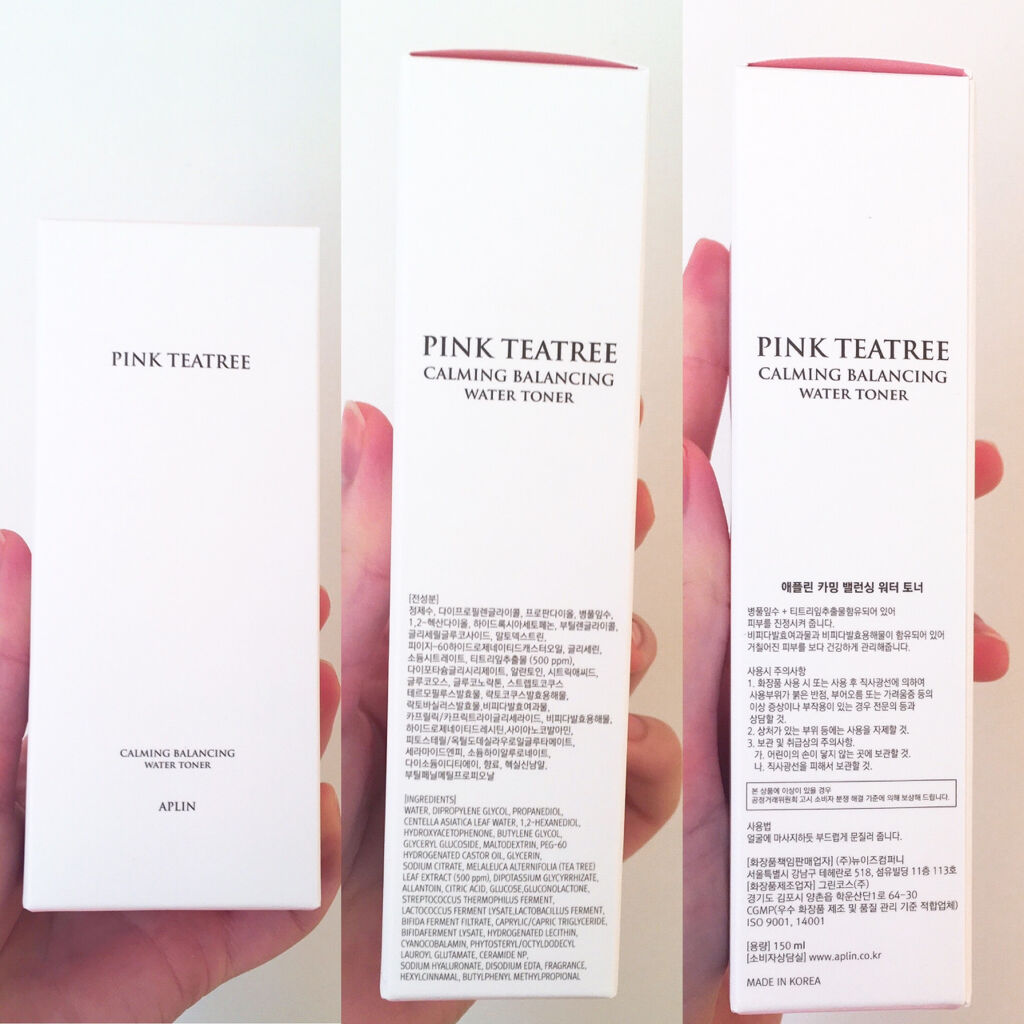 PINK TEATREE
CALMING BALANCING
WATER TONER
APLIN
PINK TEATREE
CALMING BALANCING
WATER TONER
[전성분]
정제수, 다이프로필렌글라이콜, 프로판다이올, 병풀잎수,
1,2-헥산다이올, 하이드록시아세토페논, 부틸렌글라이콜,
글리세릴글루코사이드, 말토덱스트린,
피이지-60하이드로제네이티드캐스터오일, 글리세린,
소듐시트레이트, 티트리잎추출물 (500 ppm),
다이포타슘글리시리제이트, 알란토인, 시트릭애씨드,
글루코오스, 글루코노락톤, 스트렙토코쿠스
테르모필루스발효물, 락토코쿠스발효용해물,
락토바실러스발효물,비피다발효여과물,
카프릴릭/카프릭트라이글리세라이드, 비피다발효용해물,
하이드로제네이티드레시틴,사이아노코발아민,
피토스테릴/옥틸도데실라우로일글루타메이트,
세라마이드엔피, 소듐하이알루로네이트,
다이소듐이디티에이, 향료, 헥실신남알,
부틸페닐메틸프로피오날
[INGREDIENTS]
WATER, DIPROPYLENE GLYCOL, PROPANEDIOL,
CENTELLA ASIATICA LEAF WATER, 1,2-HEXANEDIOL,
HYDROXYACETOPHENONE, BUTYLENE GLYCOL,
GLYCERYL GLUCOSIDE, MALTODEXTRIN, PEG-60
HYDROGENATED CASTOR OIL, GLYCERIN,
SODIUM CITRATE, MELALEUCA ALTERNIFOLIA (TEA TREE)
LEAF EXTRACT (500 ppm), DIPOTASSIUM GLYCYRRHIZATE,
ALLANTOIN, CITRIC ACID, GLUCOSE,GLUCONOLACTONE,
STREPTOCOCCUS THERMOPHILUS FERMENT,
LACTOCOCCUS FERMENT LYSATE,LACTOBACILLUS FERMENT,
BIFIDA FERMENT FILTRATE, CAPRYLIC/CAPRIC TRIGLYCERIDE,
BIFIDAFERMENT LYSATE, HYDROGENATED LECITHIN,
CYANOCOBALAMIN, PHYTOSTERYL/OCTYLDODECYL
LAUROYL GLUTAMATE, CERAMIDE NP,
SODIUM HYALURONATE, DISODIUM EDTA, FRAGRANCE,
HEXYLCINNAMAL, BUTYLPHENYL METHYLPROPIONAL
PINK TEATREE
CALMING BALANCING
WATER TONER
애플린 카밍 밸런싱 워터 토너
병풀잎수 + 티트리잎추출물함유되어 있어
피부를 진정시켜 줍니다.
비피다발효여과물과 비피다발효용해물이 함유되어 있어
거칠어진 피부를 보다 건강하게 관리해줍니다.
사용시 주의사항
1. 화장품 사용 시 또는 사용 후 직사광선에 의하여
사용부위가 붉은 반점, 부어오름 또는 가려움증 등의
이상 증상이나 부작용이 있는 경우 전문의 등과
상담할 것.
2. 상처가 있는 부위 등에는 사용을 자제할 것.
3. 보관 및 취급상의 주의사항.
가. 어린이의 손이 닿지 않는 곳에 보관할 것.
나. 직사광선을 피해서 보관할 것.
본 상품에 이상이 있을 경우
공정거래위원회 고시 소비자 분쟁 해결 기준에 의해 보상해 드립니다.
사용법
얼굴에 마사지하듯 부드럽게 문질러 줍니다.
[화장품책임판매업자] (주)뉴이즈컴퍼니
서울특별시 강남구 테헤란로 518, 섬유빌딩 11층 113호
[화장품제조업자] 그린코스(주)
경기도 김포시 양촌읍 학운산단1로 64-30
CGMP(우수 화장품 제조 및 품질 관리 기준 적합업체)
ISO 9001, 14001
[용량] 150 ml
[소비자상담실] www.aplin.co.kr
MADE IN KOREA